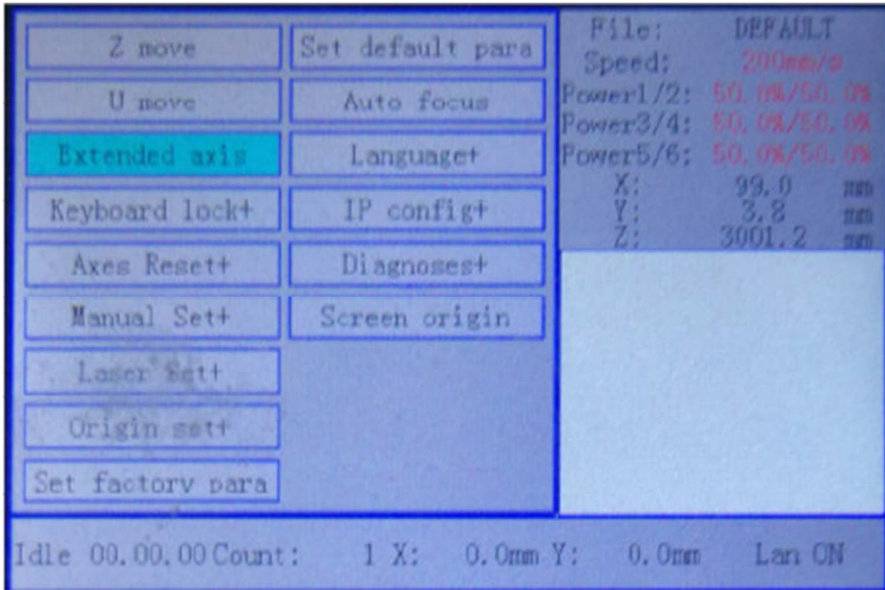 Z move
U move
Extended axis
Keyboard lock+
Axes Reset+
Manual Set+
Laser Set+
Origin set+
Set factory para
Set default para
Auto focus
Language+
IP config+
Diagnoses+
Screen origin
File: DEFAULT
Speed: 200mm/s
Power1/2: 50.0%/50.0%
Power3/4: 50.0%/50.0%
Power5/6: 50.0%/50.0%
X: 99.0 mm
Y: 3.8 mm
Z: 3001.2 mm
Idle 00.00.00 Count: 1 X: 0.0mm Y: 0.0mm Lan ON